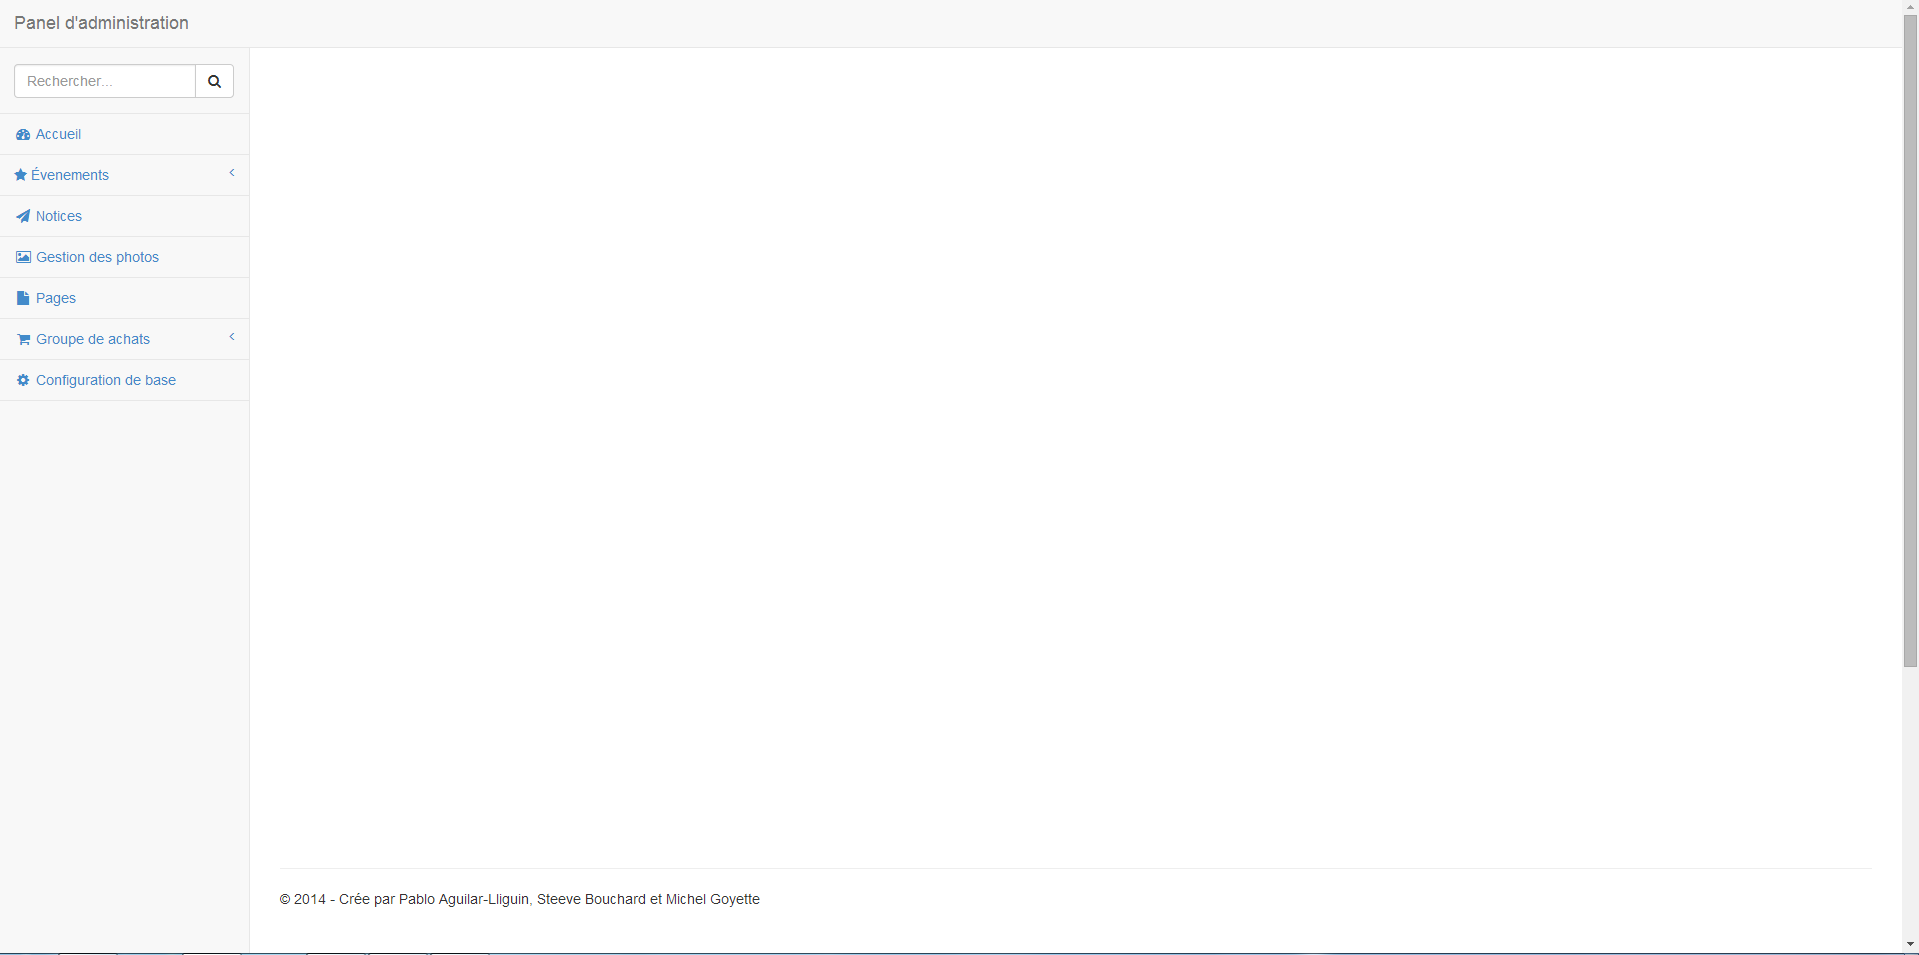 Panel d'administration
Rechercher...
Accueil
Évenements
Notices
Gestion des photos
Pages
Groupe de achats
Configuration de base
© 2014 - Crée par Pablo Aguilar-Lliguin, Steeve Bouchard et Michel Goyette